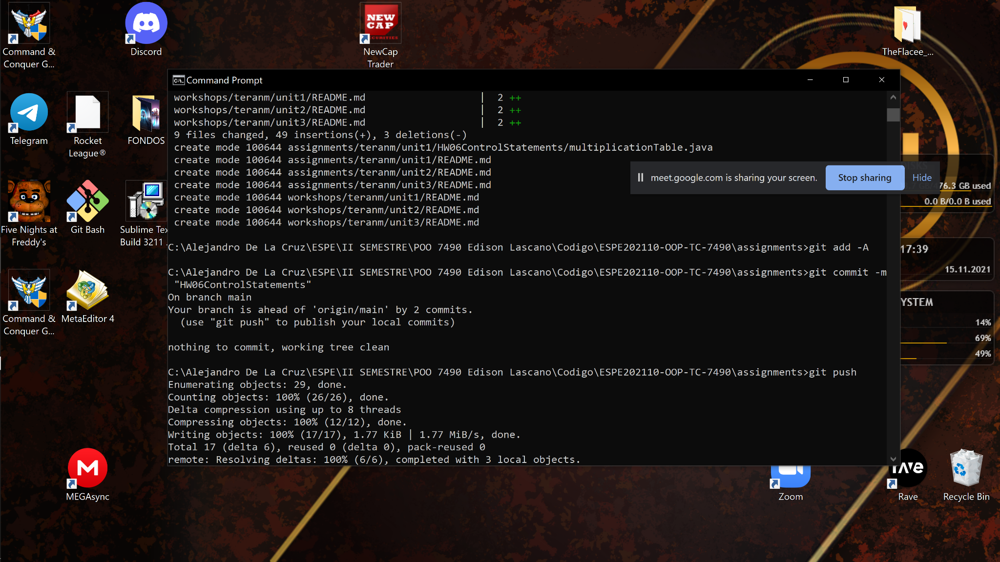 Command &
Conquer G...
Discord
NEW
CAP
SECURITIES
NewCap
Trader
TheFlacee_...
Telegram
Rocket
League®
FONDOS
Five Nights at
Freddy's
Git Bash
Sublime Tex
Build 3211 .
Command &
Conquer G...
MetaEditor 4
MEGAsync
Command Prompt
workshops/teranm/unit1/README.md | 2 ++
workshops/teranm/unit2/README.md | 2 ++
workshops/teranm/unit3/README.md | 2 ++
9 files changed, 49 insertions(+), 3 deletions(-)
create mode 100644 assignments/teranm/unit1/HW06ControlStatements/multiplicationTable.java
create mode 100644 assignments/teranm/unit1/README.md
create mode 100644 assignments/teranm/unit2/README.md
create mode 100644 assignments/teranm/unit3/README.md
create mode 100644 workshops/teranm/unit1/README.md
create mode 100644 workshops/teranm/unit2/README.md
create mode 100644 workshops/teranm/unit3/README.md
C:\Alejandro De La Cruz\ESPE\II SEMESTRE\POO 7490 Edison Lascano\Codigo\ESPE202110-OOP-TC-7490\assignments>git add -A
C:\Alejandro De La Cruz\ESPE\II SEMESTRE\POO 7490 Edison Lascano\Codigo\ESPE202110-OOP-TC-7490\assignments>git commit -m
"HW06ControlStatements"
On branch main
Your branch is ahead of 'origin/main' by 2 commits.
(use "git push" to publish your local commits)
nothing to commit, working tree clean
C:\Alejandro De La Cruz\ESPE\II SEMESTRE\POO 7490 Edison Lascano\Codigo\ESPE202110-OOP-TC-7490\assignments>git push
Enumerating objects: 29, done.
Counting objects: 100% (26/26), done.
Delta compression using up to 8 threads
Compressing objects: 100% (12/12), done.
Writing objects: 100% (17/17), 1.77 KiB | 1.77 MiB/s, done.
Total 17 (delta 6), reused 0 (delta 0), pack-reused 0
remote: Resolving deltas: 100% (6/6), completed with 3 local objects.
meet.google.com is sharing your screen.
Stop sharing
Hide
76.3 GB used
0.0 B/0.0 B used
17:39
15.11.2021
YSTEM
14%
69%
49%
Zoom
rave
Rave
Recycle Bin